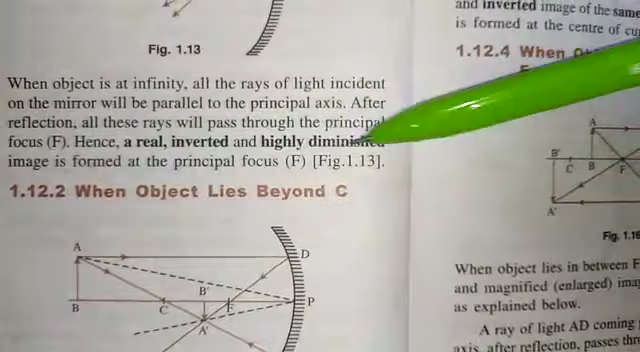 Fig. 1.13
When object is at infinity, all the rays of light incident
on the mirror will be parallel to the principal axis. After
reflection, all these rays will pass through the principal
focus (F). Hence, a real, inverted and highly diminished
image is formed at the principal focus (F) [Fig.1.13].
1.12.2 When Object Lies Beyond C
A
D
B
C
B'
F
P
A'
and inverted image of the same
is formed at the centre of
1.12.4 When
A
B'
C
B
F
A'
Fig. 1.16
When object lies in between F
and magnified (enlarged)
as explained below.
A ray of light AD coming
axis, after reflection, passes